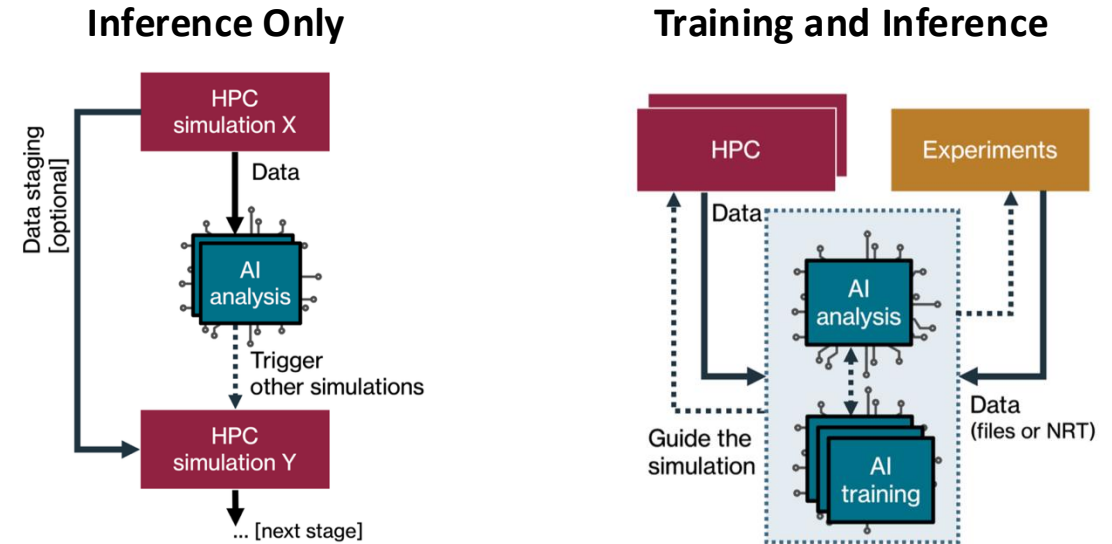 Inference Only
HPC
simulation X
Data staging
[optional]
Data
AI
analysis
Trigger
other simulations
HPC
simulation Y
... [next stage]
Training and Inference
HPC
Experiments
Data
AI
analysis
Guide the
simulation
Data
(files or NRT)
AI
training